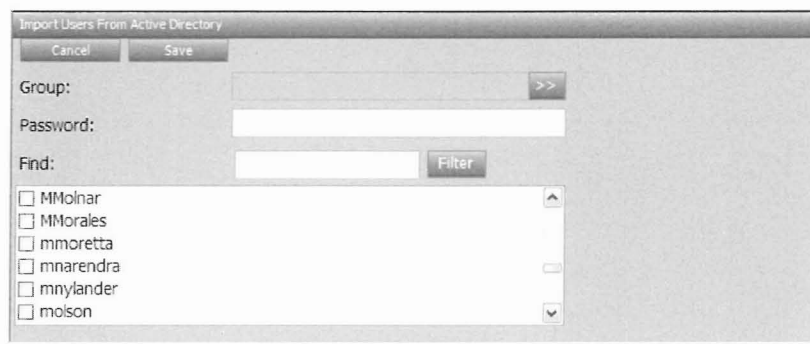 Import Users From Active Directory
Cancel Save
Group: >>
Password:
Find: Filter
MMolnar
MMorales
mmoretta
mnarendra
mnylander
molson